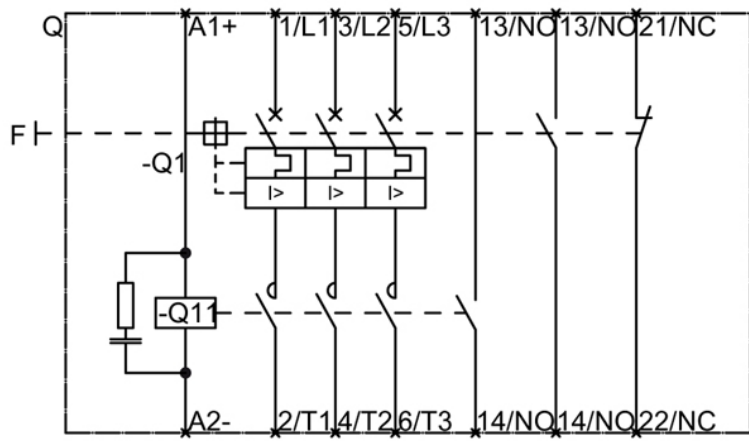 Q A1+ 1/L1 3/L2 5/L3 13/NO 13/NO 21/NC
F
-Q1
I> I> I>
-Q11
A2- 2/T1 4/T2 6/T3 14/NO 14/NO 22/NC